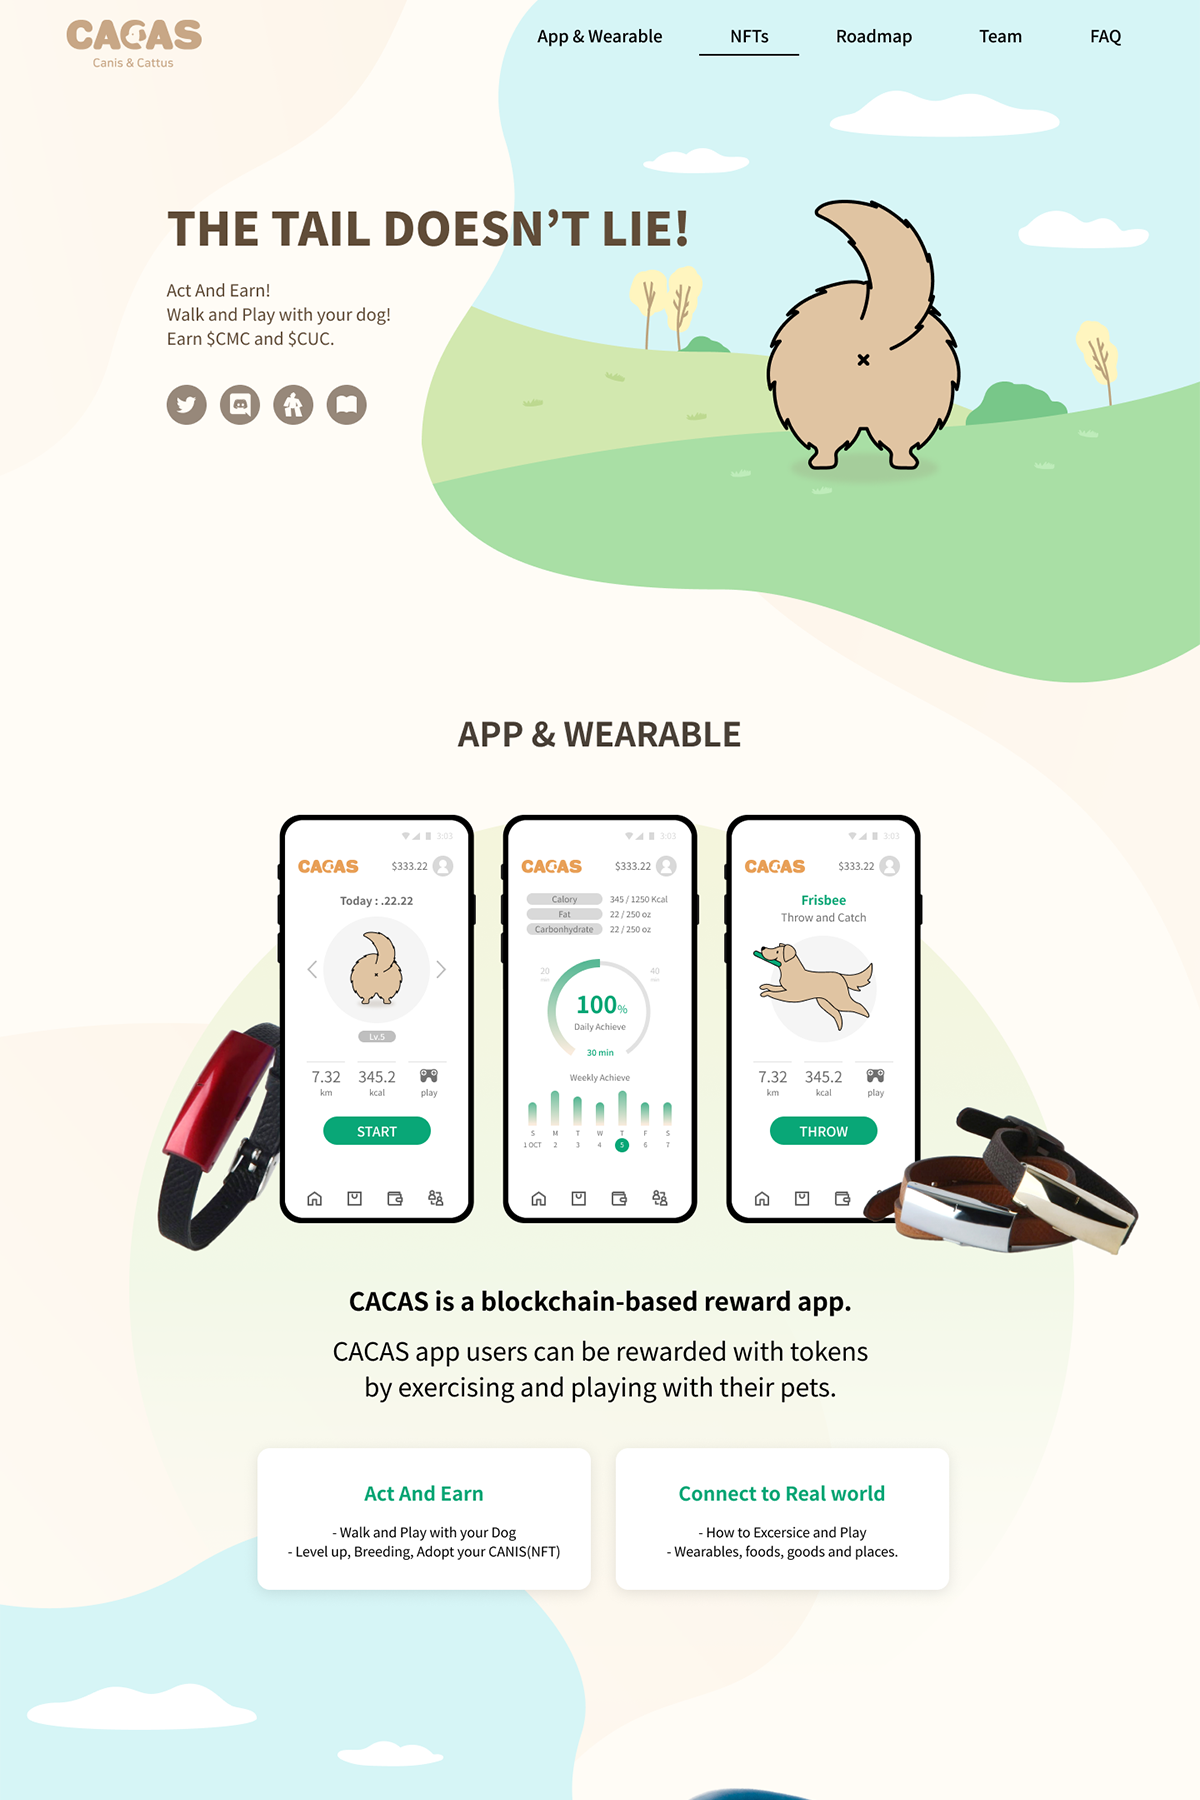 CACAS
Canis & Cattus
App & Wearable
NFTs
Roadmap
Team
FAQ
THE TAIL DOESN’T LIE!
Act And Earn!
Walk and Play with your dog!
Earn $CMC and $CUC.
APP & WEARABLE
3:03
CACAS
$333.22
Today : .22.22
Lv.5
7.32
345.2
km
kcal
play
START
3:03
CACAS
$333.22
Calory
345 / 1250 Kcal
Fat
22 / 250 oz
Carbonhydrate
22 / 250 oz
20
40
100%
Daily Achieve
30 min
Weekly Achieve
S M T W T F S
1 OCT 2 3 4 5 6 7
3:03
CACAS
$333.22
Frisbee
Throw and Catch
7.32
345.2
km
kcal
play
THROW
CACAS is a blockchain-based reward app.
CACAS app users can be rewarded with tokens
by exercising and playing with their pets.
Act And Earn
- Walk and Play with your Dog
- Level up, Breeding, Adopt your CANIS(NFT)
Connect to Real world
- How to Excersice and Play
- Wearables, foods, goods and places.